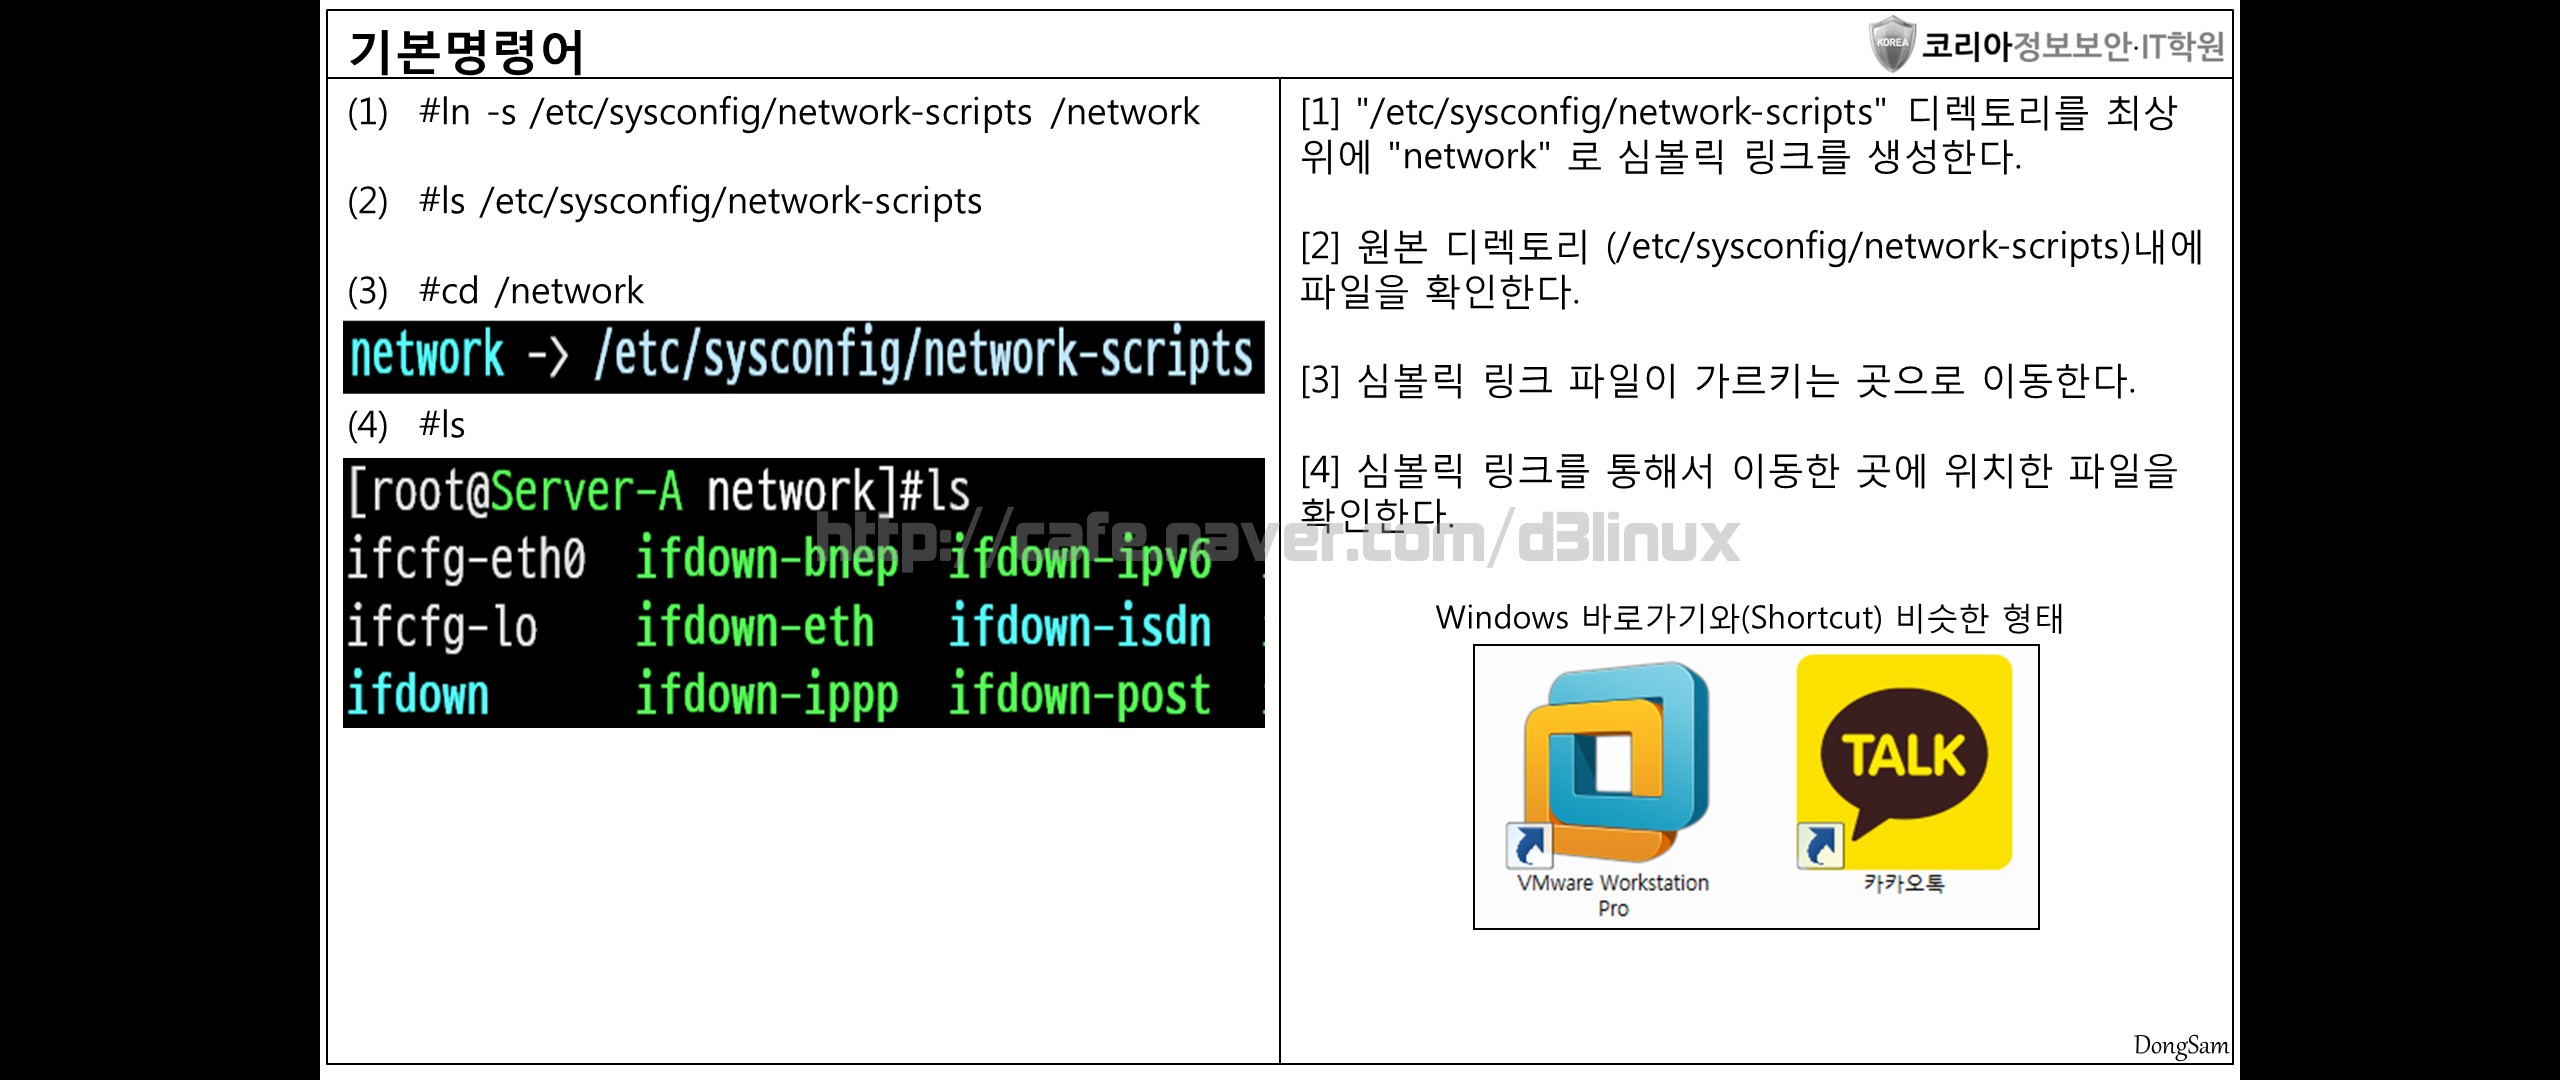 기본명령어
KOREA 코리아정보보안·IT학원
(1) #ln -s /etc/sysconfig/network-scripts /network
(2) #ls /etc/sysconfig/network-scripts
(3) #cd /network
network -> /etc/sysconfig/network-scripts
(4) #ls
[root@Server-A network]#ls
ifcfg-eth0 ifdown-bnep ifdown-ipv6
ifcfg-lo ifdown-eth ifdown-isdn
ifdown ifdown-ippp ifdown-post
[1] "/etc/sysconfig/network-scripts" 디렉토리를 최상
위에 "network" 로 심볼릭 링크를 생성한다.
[2] 원본 디렉토리 (/etc/sysconfig/network-scripts)내에
파일을 확인한다.
[3] 심볼릭 링크 파일이 가르키는 곳으로 이동한다.
[4] 심볼릭 링크를 통해서 이동한 곳에 위치한 파일을
확인한다.
http://cafe.naver.com/d3linux
Windows 바로가기와(Shortcut) 비슷한 형태
TALK
VMware Workstation
Pro
카카오톡
DongSam